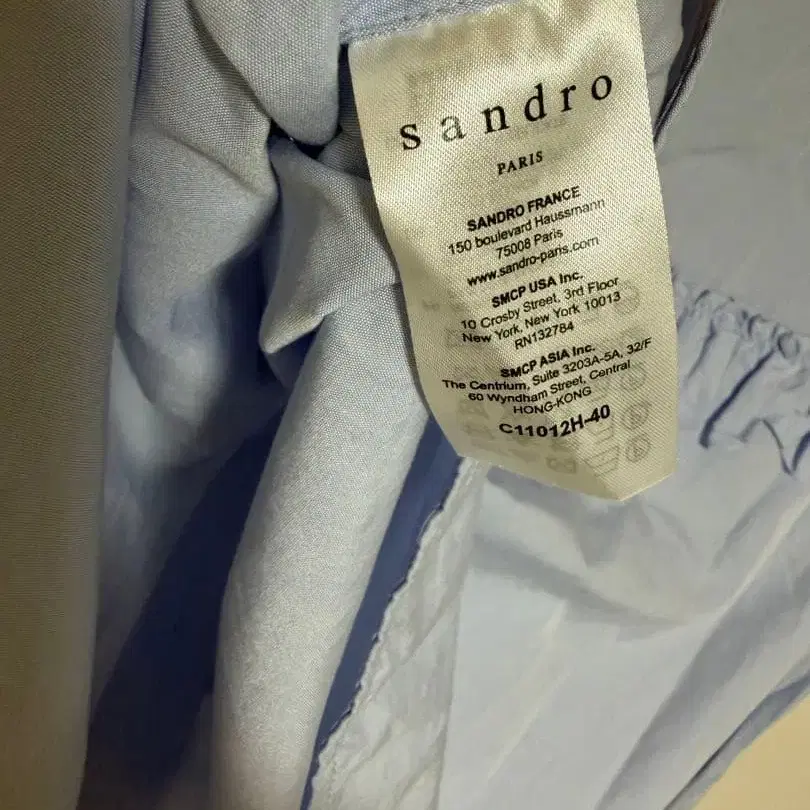 sandro
PARIS
SANDRO FRANCE
150 boulevard Haussmann
75008 Paris
www.sandro-paris.com
SMCP USA Inc.
10 Crosby Street, 3rd Floor
New York, New York 10013
RN132784
SMCP ASIA Inc.
The Centrium, Suite 3203A-5A, 32/F
60 Wyndham Street, Central
HONG-KONG
C11012H-40